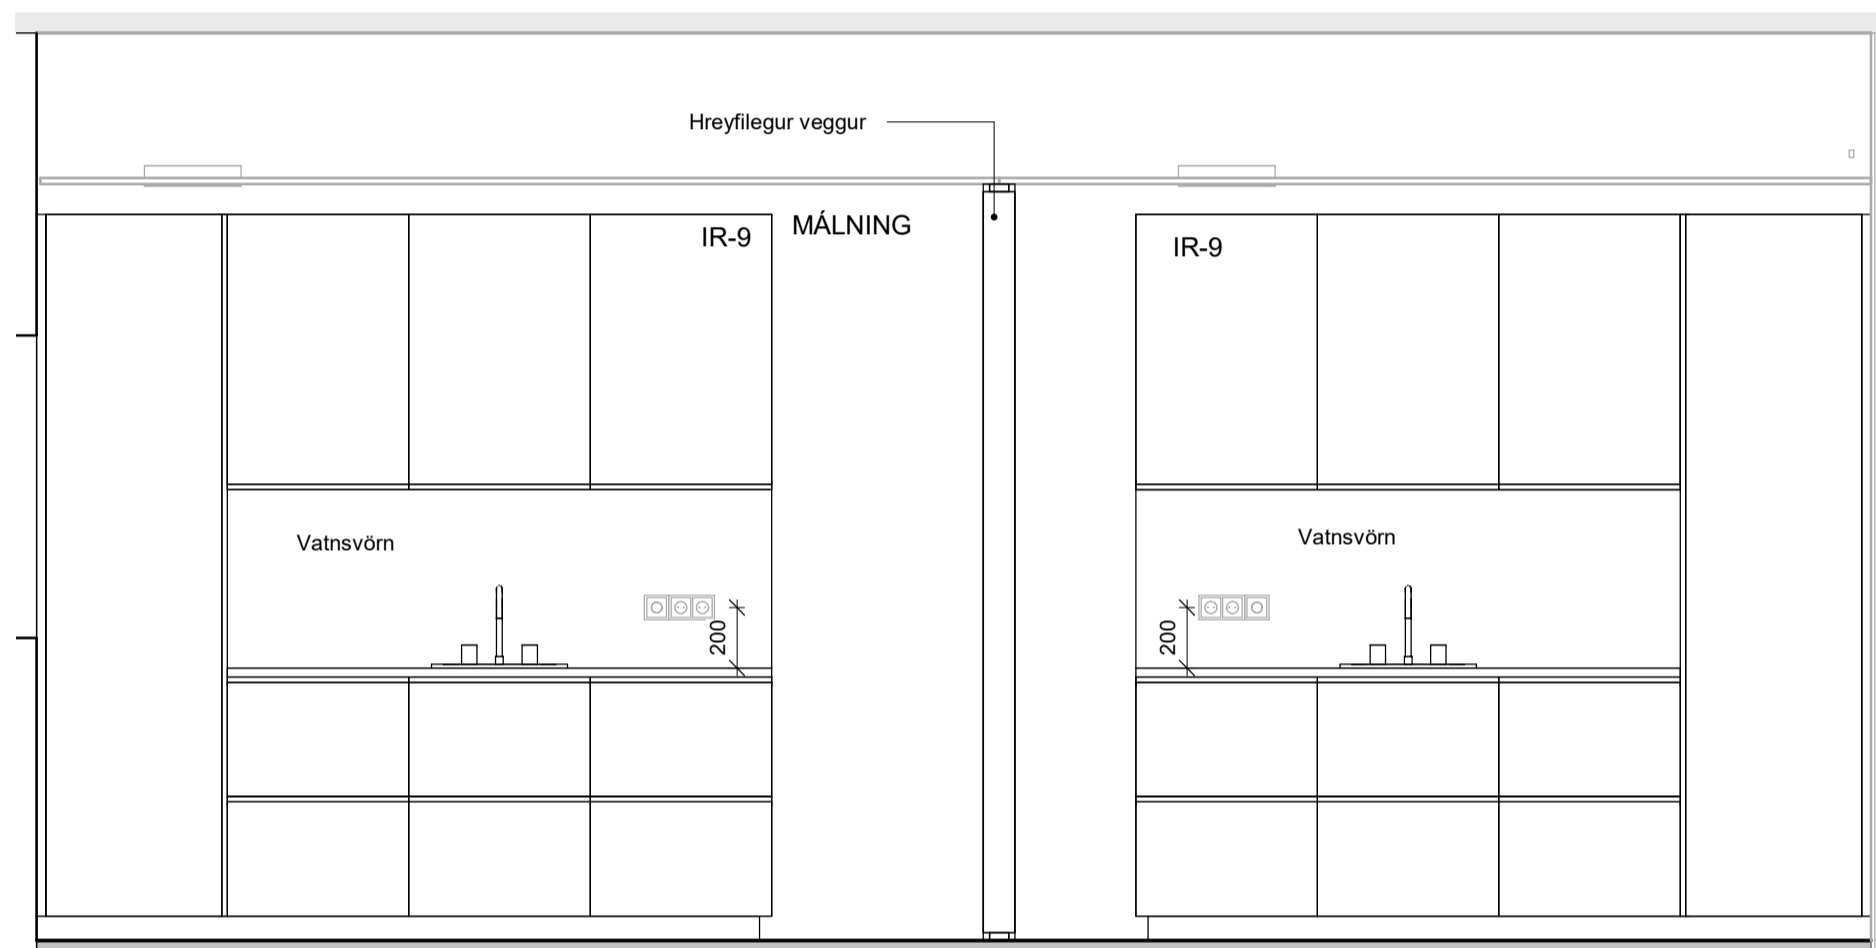 Hreyfilegur veggur
MÁLNING
IR-9
IR-9
Vatnsvörn
Vatnsvörn
200
200